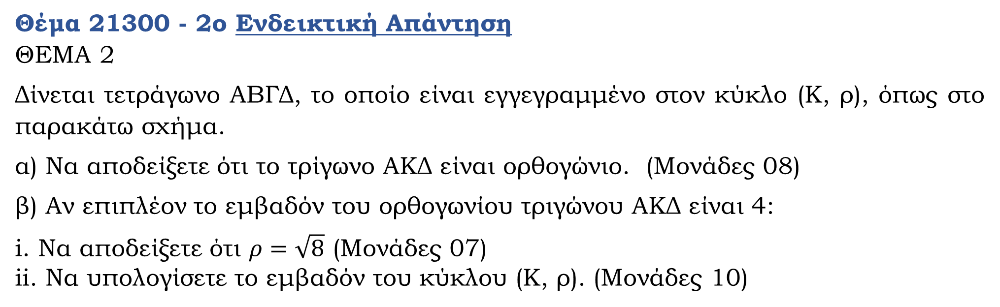 Θέμα 21300 - 2ο Ενδεικτική Απάντηση
ΘΕΜΑ 2
Δίνεται τετράγωνο ΑΒΓΔ, το οποίο είναι εγγεγραμμένο στον κύκλο (Κ, ρ), όπως στο
παρακάτω σχήμα.
α) Να αποδείξετε ότι το τρίγωνο ΑΚΔ είναι ορθογώνιο. (Μονάδες 08)
β) Αν επιπλέον το εμβαδόν του ορθογωνίου τριγώνου ΑΚΔ είναι 4:
i. Να αποδείξετε ότι ρ = √8 (Μονάδες 07)
ii. Να υπολογίσετε το εμβαδόν του κύκλου (Κ, ρ). (Μονάδες 10)